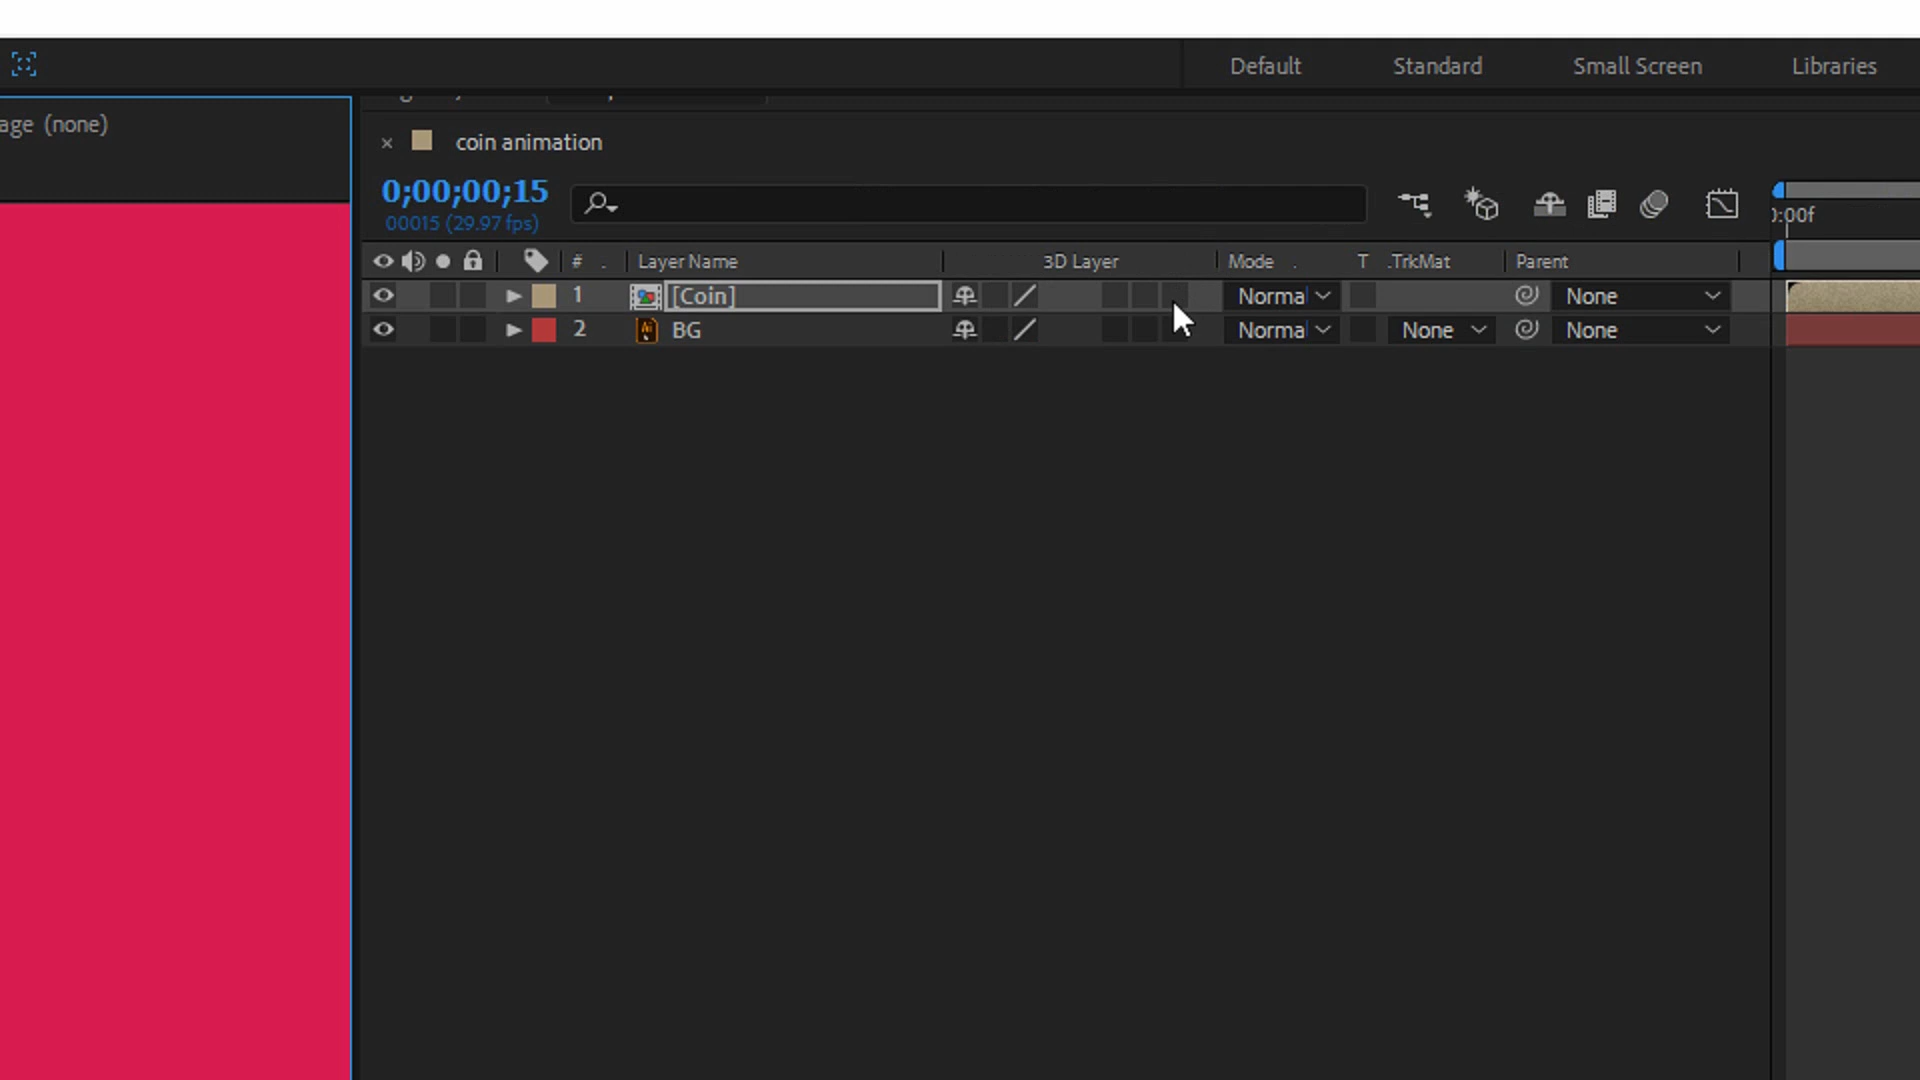 Default Standard Small Screen Libraries
age (none)
coin animation
0;00;00;15
00015 (29.97 fps)
0:00f
# . Layer Name 3D Layer Mode . T .TrkMat Parent
1 [Coin] Norma None
2 BG Norma None None